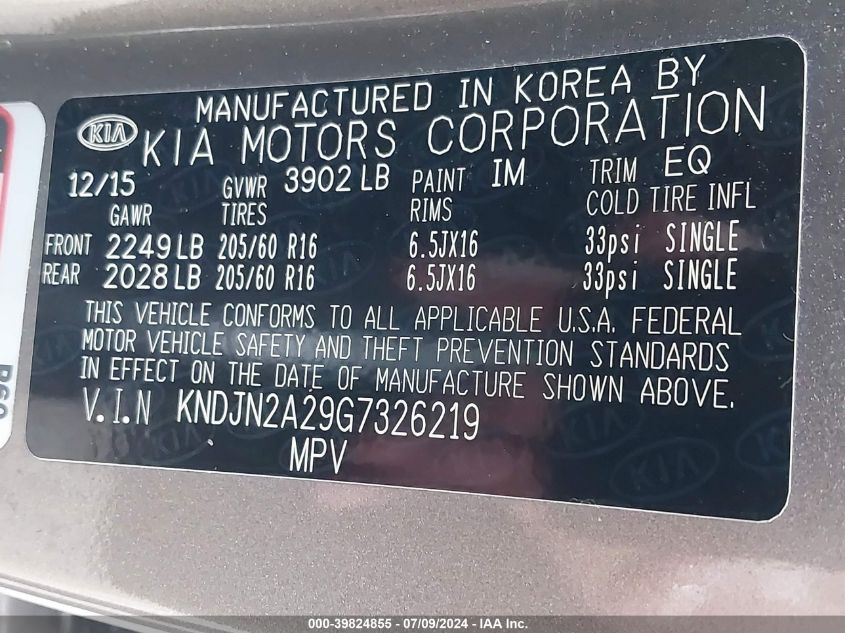 MANUFACTURED IN KOREA BY
KIA KIA MOTORS CORPORATION
12/15 GVWR 3902 LB PAINT IM TRIM EQ
GAWR TIRES RIMS COLD TIRE INFL
FRONT 2249 LB 205/60 R16 6.5JX16 33psi SINGLE
REAR 2028 LB 205/60 R16 6.5JX16 33psi SINGLE
THIS VEHICLE CONFORMS TO ALL APPLICABLE U.S.A. FEDERAL
MOTOR VEHICLE SAFETY AND THEFT PREVENTION STANDARDS
IN EFFECT ON THE DATE OF MANUFACTURE SHOWN ABOVE.
V.I.N KNDJN2A29G7326219
MPV
000-39824855 - 07/09/2024 - IAA Inc.